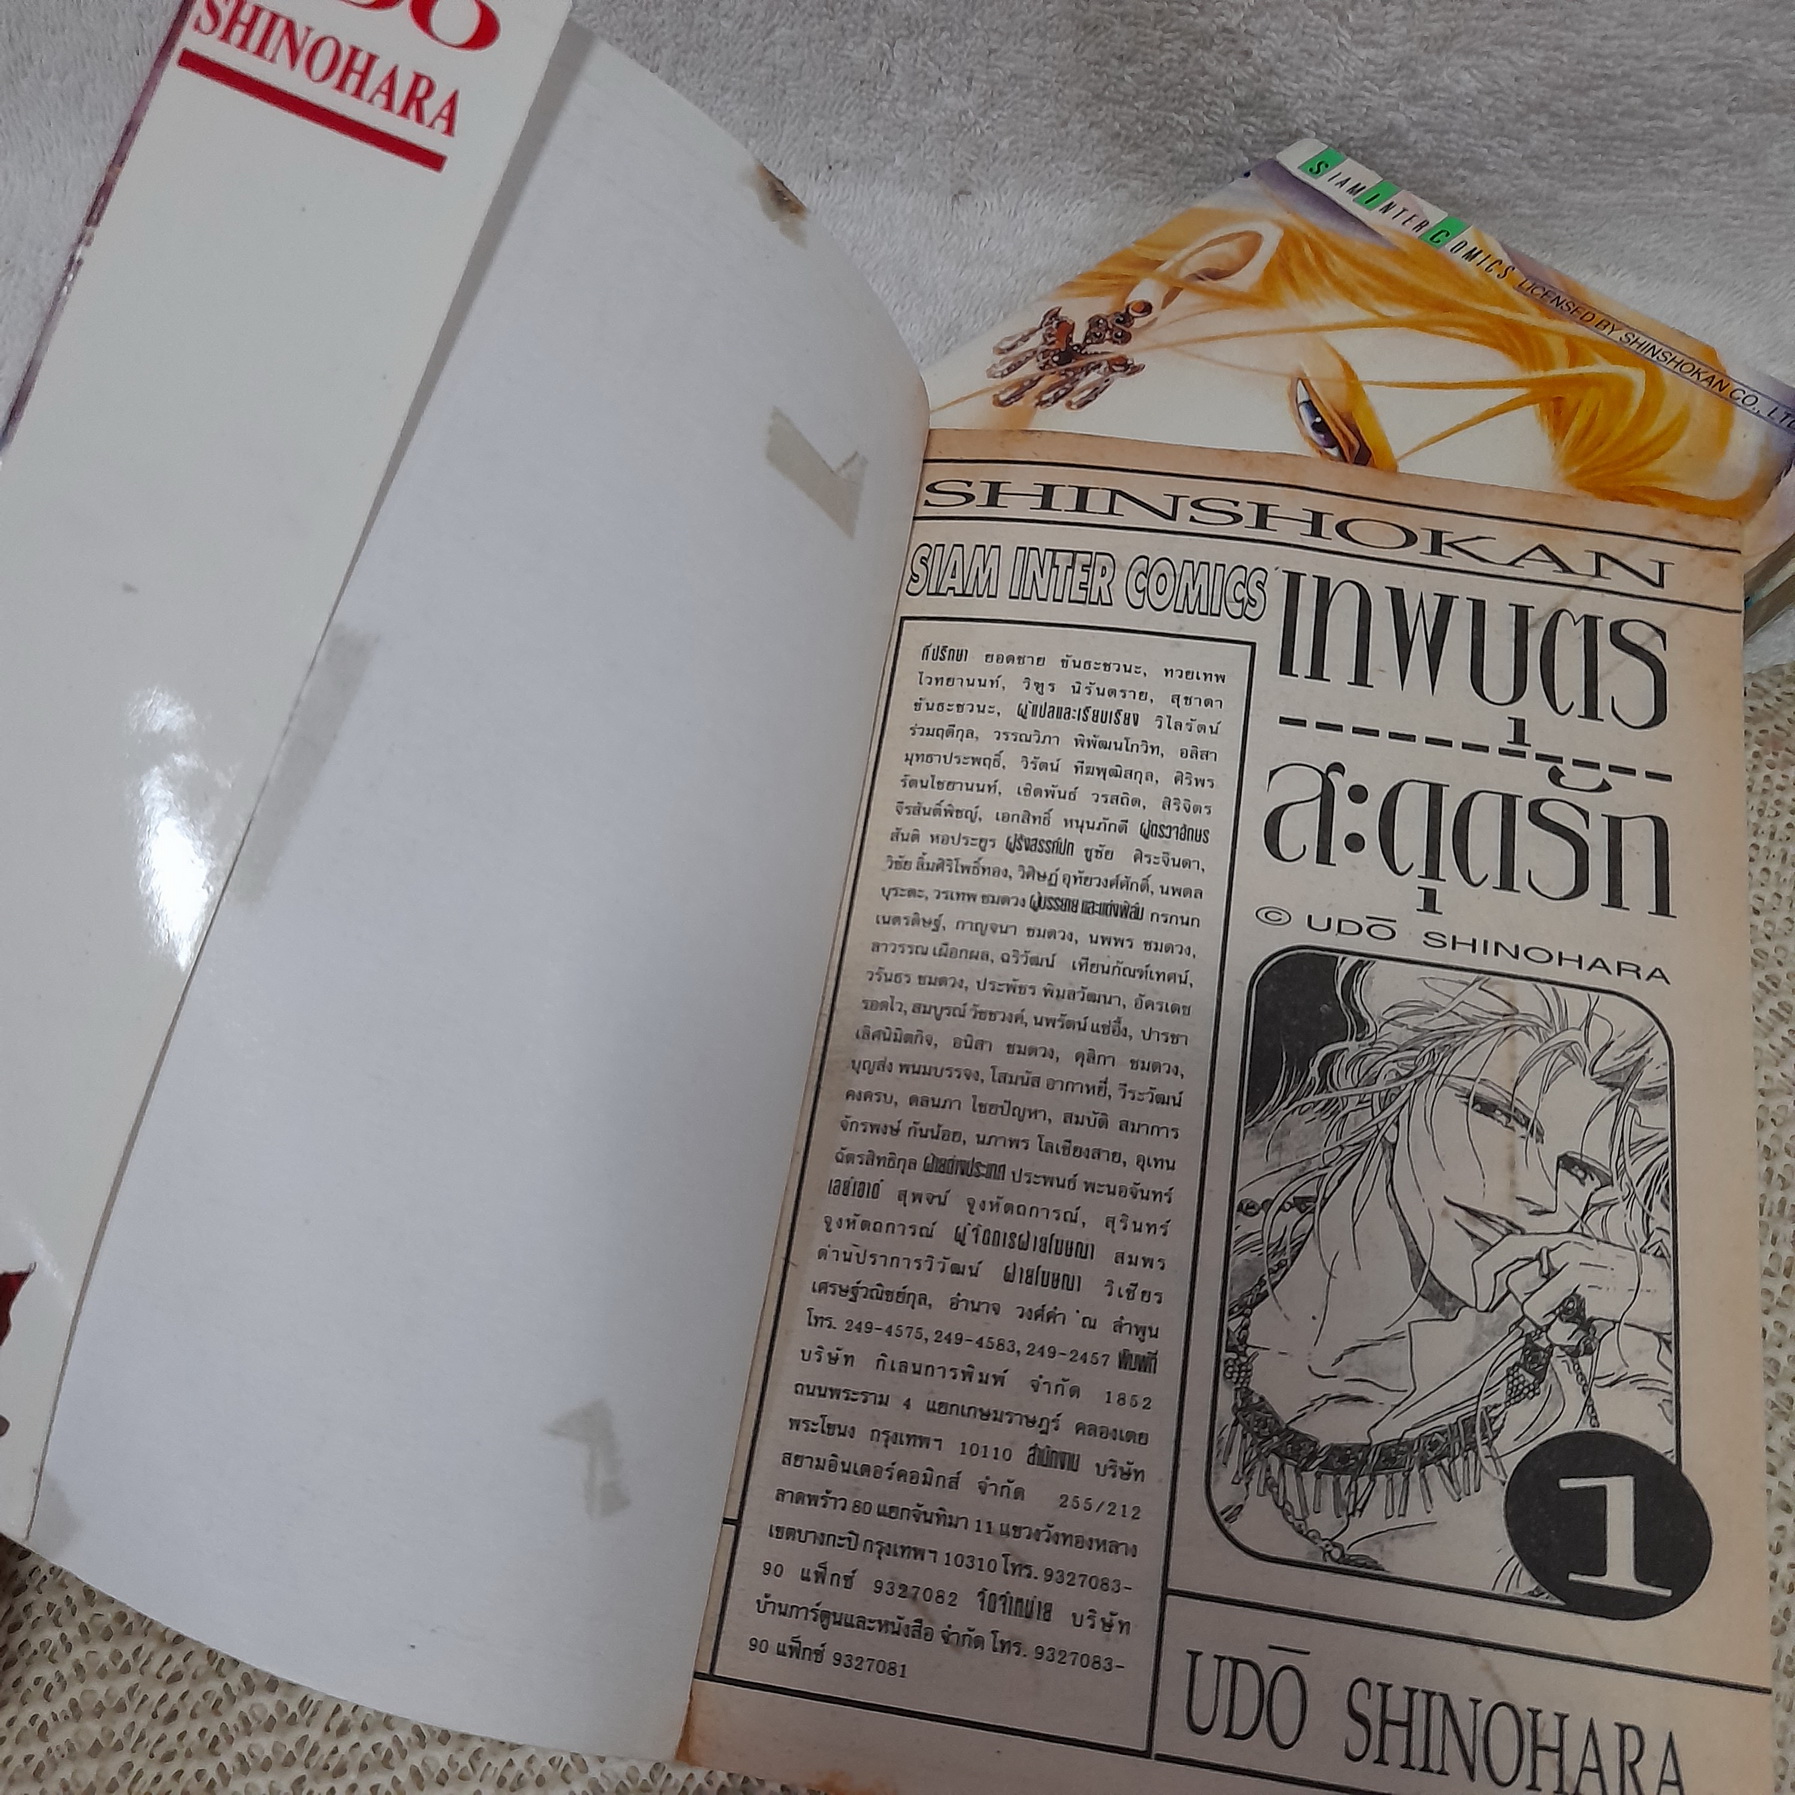 SHINOHARA
SIAM INTER COMICS LICENSED BY SHINSHOKAN CO., LTD
SHINSHOKAN
SIAM INTER COMICS
ที่ปรึกษา ยอดชาย ขันธะชวนะ, ทวยเทพ
ไวทยานนท์, วิฑูร นิรันตราย, สุชาดา
ขันธะชวนะ, ผู้แปลและเรียบเรียง วิไลรัตน์
ร่วมฤดีกุล, วรรณวิภา พิพัฒนโกวิท, อลิสา
มุทธาประพฤธิ์, วิรัตน์ ทีฆพุฒิสกุล, ศิริพร
รัตนไชยานนท์, เชิดพันธ์ วรสถิต, สิริจิตร
จีรสันติ์พิชญ์, เอกสิทธิ์ หนุนภักดี ผู้ตรวจอักษร
สันติ หอประยูร ผู้รังสรรค์ปก ชูชัย ศิระจินดา,
วิชัย ลิ้มศิริโพธิ์ทอง, วิศิษฏ์ อุทัยวงศ์ศักดิ์, นพดล
บุระตะ, วรเทพ ชมดวง ผู้บรรยายและแต่งฟิล์ม กรกนก
เนตรดิษฐ์, กาญจนา ชมดวง, นพพร ชมดวง,
ลาวรรณ เผือกผล, ฉริวัฒน์ เทียนกัณฑ์เทศน์,
วรันธร ชมดวง, ประพัชร พิมลวัฒนา, อัครเดช
รอดไว, สมบูรณ์ วัชชวงค์, นพรัตน์ แซ่อึ้ง, ปารชา
เลิศนิมิตกิจ, อนิสา ชมดวง, ดุลิกา ชมดวง,
บุญส่ง พนมบรรจง, โสมนัส อากาหยี่, วีระวัฒน์
คงครบ, ดลนภา ไชยปัญหา, สมบัติ สมาการ
จักรพงษ์ กันน้อย, นภาพร โลเชียงสาย, อุเทน
ฉัตรสิทธิกุล ฝ่ายต่างประเทศ ประพนธ์ พะนอจันทร์
เลย์เอาต์ สุพจน์ จูงหัตถการณ์, สุรินทร์
จูงหัตถการณ์ ผู้จัดการฝ่ายโฆษณา สมพร
ด่านปราการวิวัฒน์ ฝ่ายโฆษณา วิเชียร
เศรษฐ์วณิชย์กุล, อำนาจ วงศ์คำ ณ ลำพูน
โทร. 249-4575, 249-4583, 249-2457 พิมพ์ที่
บริษัท กิเลนการพิมพ์ จำกัด 1852
ถนนพระราม 4 แยกเกษมราษฎร์ คลองเตย
พระโขนง กรุงเทพฯ 10110 สำนักงาน บริษัท
สยามอินเตอร์คอมิกส์ จำกัด 255/212
ลาดพร้าว 80 แยกจันทิมา 11 แขวงวังทองหลาง
เขตบางกะปิ กรุงเทพฯ 10310 โทร. 9327083-
90 แฟ็กซ์ 9327082 จัดจำหน่าย บริษัท
บ้านการ์ตูนและหนังสือ จำกัด โทร. 9327083-
90 แฟ็กซ์ 9327081
เทพบุตร
สะดุดรัก
© UDŌ SHINOHARA
1
UDŌ SHINOHARA